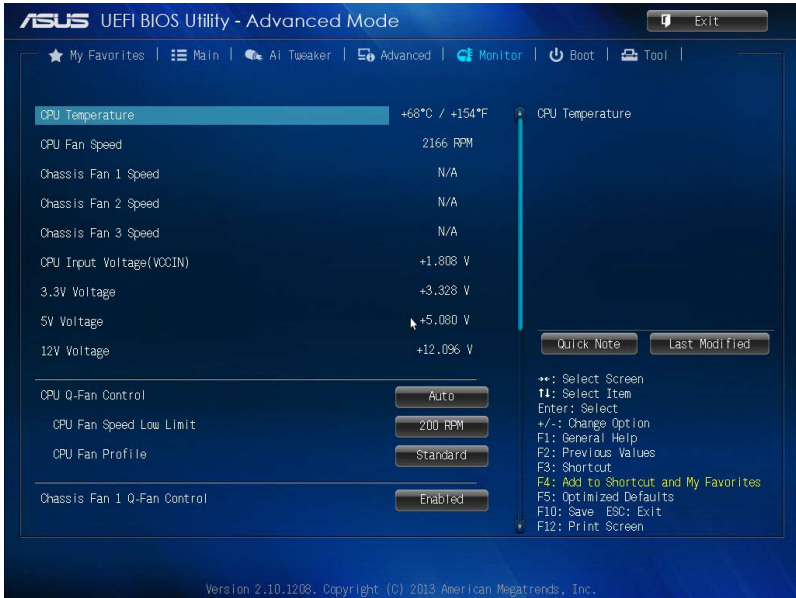 ASUS UEFI BIOS Utility - Advanced Mode
Exit
My Favorites | Main | Ai Tweaker | Advanced | Monitor | Boot | Tool |
CPU Temperature +68°C / +154°F
CPU Fan Speed 2166 RPM
Chassis Fan 1 Speed N/A
Chassis Fan 2 Speed N/A
Chassis Fan 3 Speed N/A
CPU Input Voltage(VCCIN) +1.808 V
3.3V Voltage +3.328 V
5V Voltage +5.080 V
12V Voltage +12.096 V
CPU Q-Fan Control Auto
CPU Fan Speed Low Limit 200 RPM
CPU Fan Profile Standard
Chassis Fan 1 Q-Fan Control Enabled
CPU Temperature
Quick Note
Last Modified
→←: Select Screen
↑↓: Select Item
Enter: Select
+/-: Change Option
F1: General Help
F2: Previous Values
F3: Shortcut
F4: Add to Shortcut and My Favorites
F5: Optimized Defaults
F10: Save ESC: Exit
F12: Print Screen
Version 2.10.1208. Copyright (C) 2013 American Megatrends, Inc.